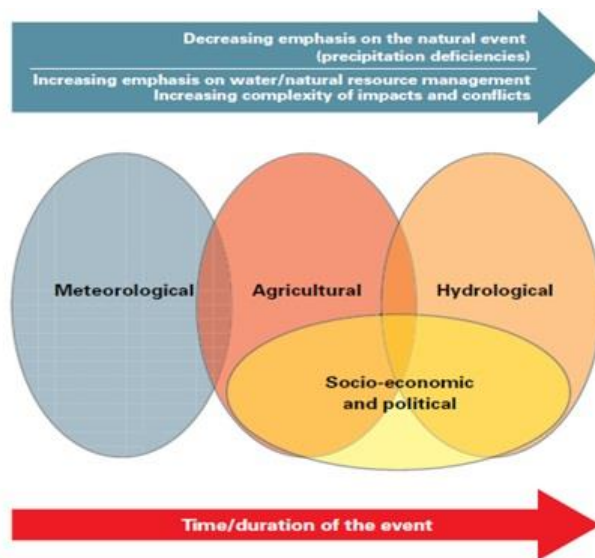 Decreasing emphasis on the natural event
(precipitation deficiencies)
Increasing emphasis on water/natural resource management
Increasing complexity of impacts and conflicts
Meteorological
Agricultural
Hydrological
Socio-economic
and political
Time/duration of the event